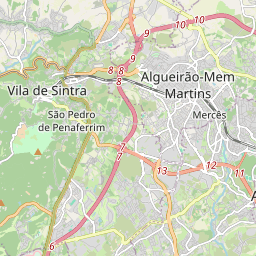 10
9
9
8
8
8
Algueirão-Mem
Martins
Vila de Sintra
São Pedro
de Penaferrim
Mercês
7
7
12
11
13
A
6